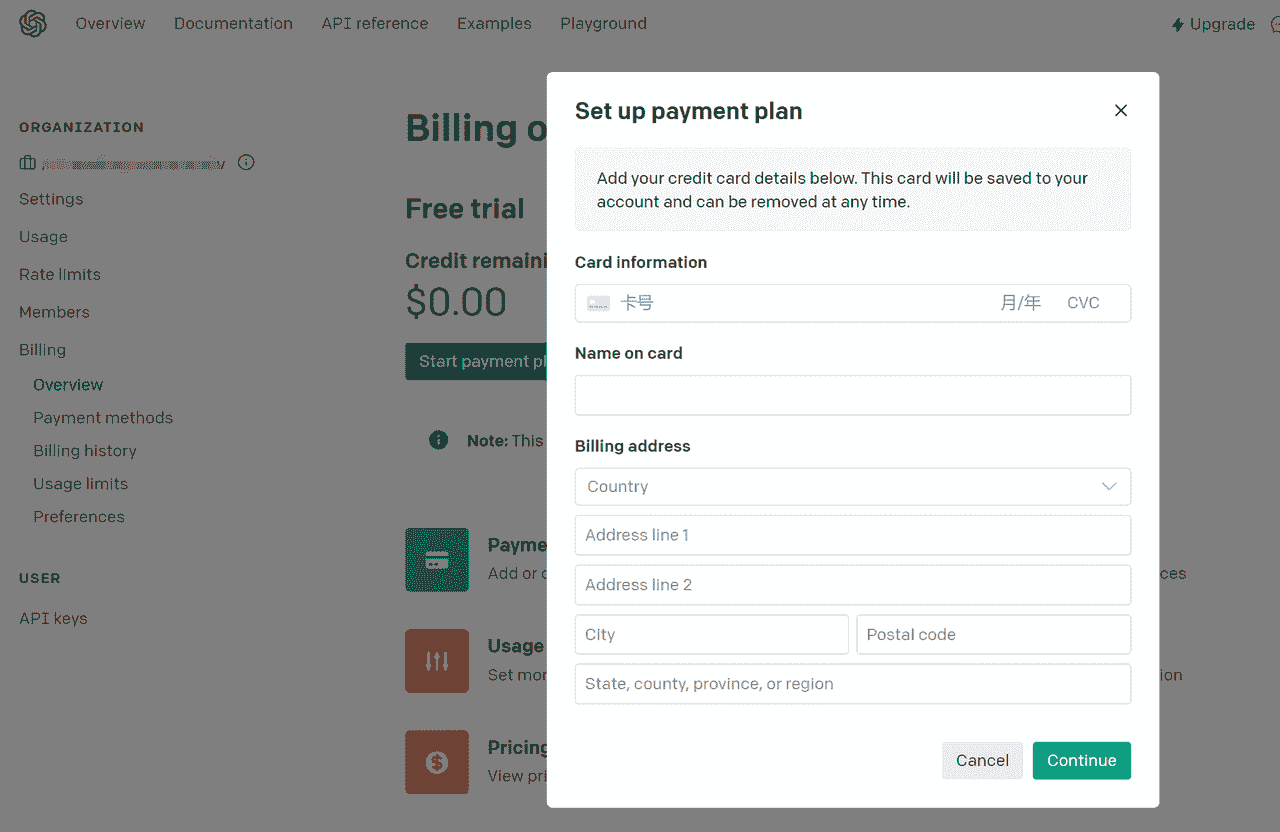 Overview Documentation API reference Examples Playground
Upgrade
ORGANIZATION
Settings
Usage
Rate limits
Members
Billing
Overview
Payment methods
Billing history
Usage limits
Preferences
USER
API keys
Billing o
Free trial
Credit remaini
$0.00
Start payment pl
Note: This
Payme
Add or c
ces
Usage
Set mor
ion
Pricing
View pri
Set up payment plan
Add your credit card details below. This card will be saved to your
account and can be removed at any time.
Card information
卡号 月/年 CVC
Name on card
Billing address
Country
Address line 1
Address line 2
City Postal code
State, county, province, or region
Cancel Continue